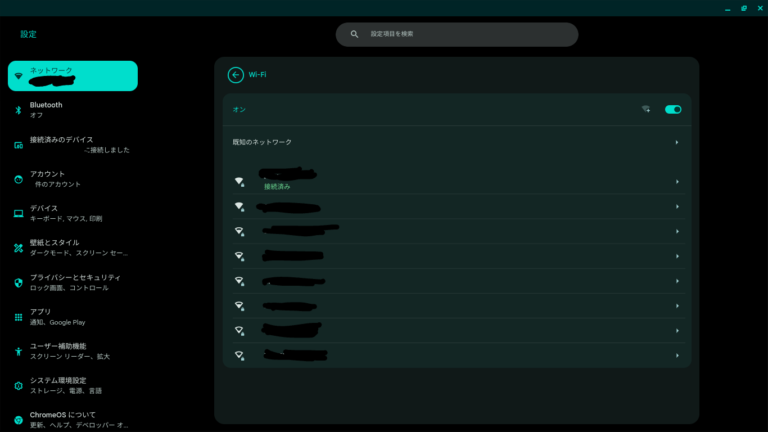 設定
設定項目を検索
ネットワーク
Bluetooth
オフ
接続済みのデバイス
に接続しました
アカウント
件のアカウント
デバイス
キーボード、マウス、印刷
壁紙とスタイル
ダークモード、スクリーン セー...
プライバシーとセキュリティ
ロック画面、コントロール
アプリ
通知、Google Play
ユーザー補助機能
スクリーン リーダー、拡大
システム環境設定
ストレージ、電源、言語
ChromeOS について
更新、ヘルプ、デベロッパー オ...
Wi-Fi
オン
既知のネットワーク
接続済み